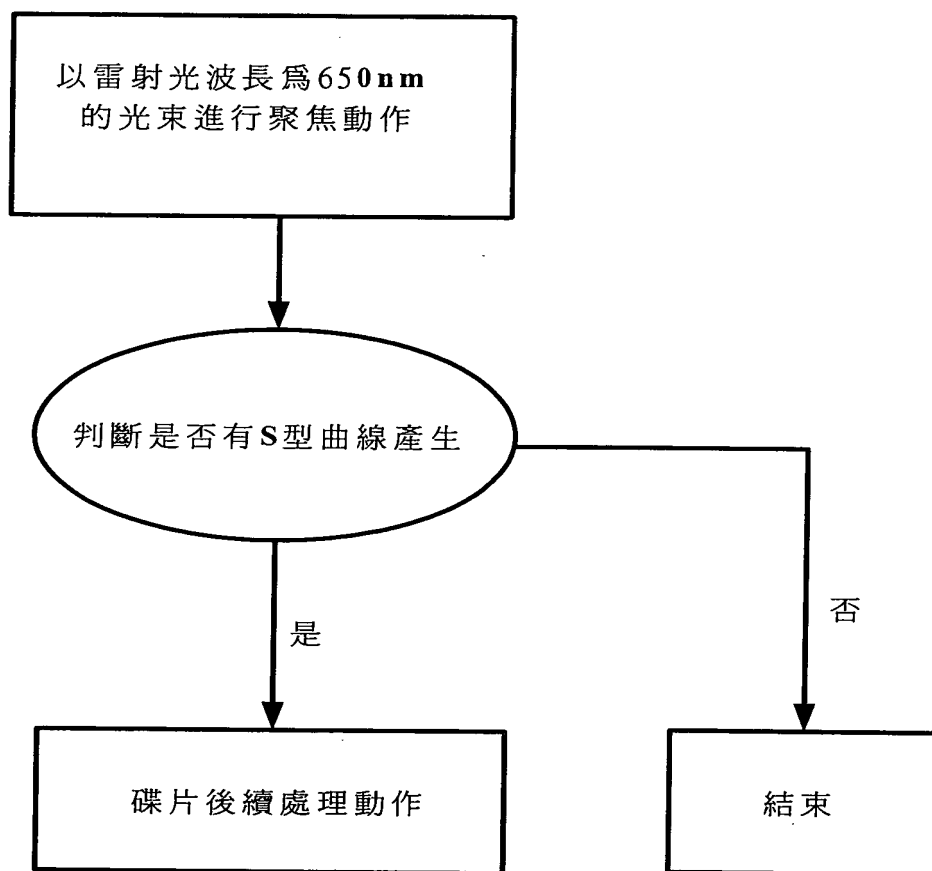 以雷射光波長爲650nm
的光束進行聚焦動作
判斷是否有S型曲線產生
是
否
碟片後續處理動作
結束